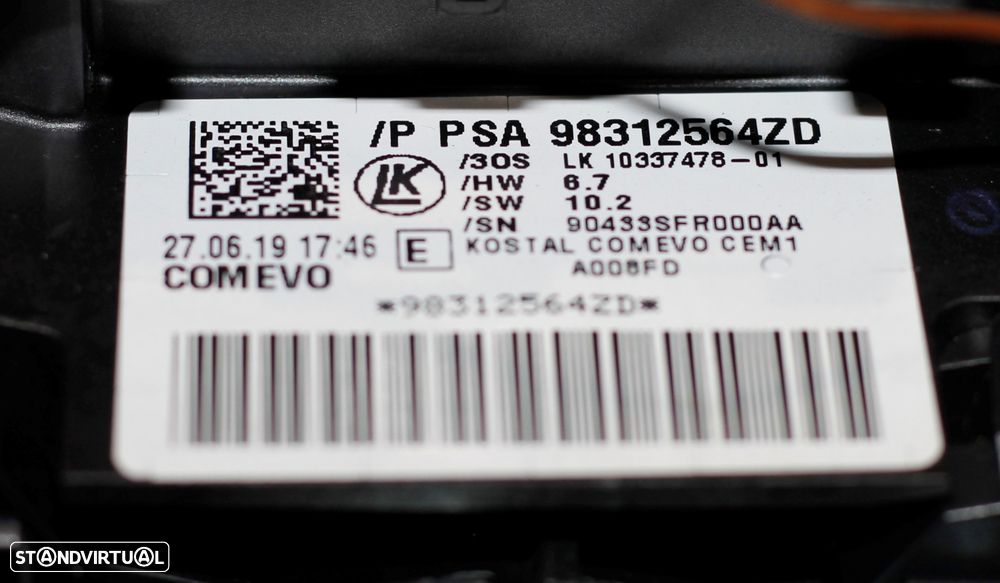 /P PSA 98312564ZD
/3OS LK 10337478-01
LK
/HW 6.7
/SW 10.2
/SN 90433SFR000AA
27.06.19 17:46 E KOSTAL COMEVO CEM1
COMEVO A008FD
*98312564ZD*
STANDVIRTUAL